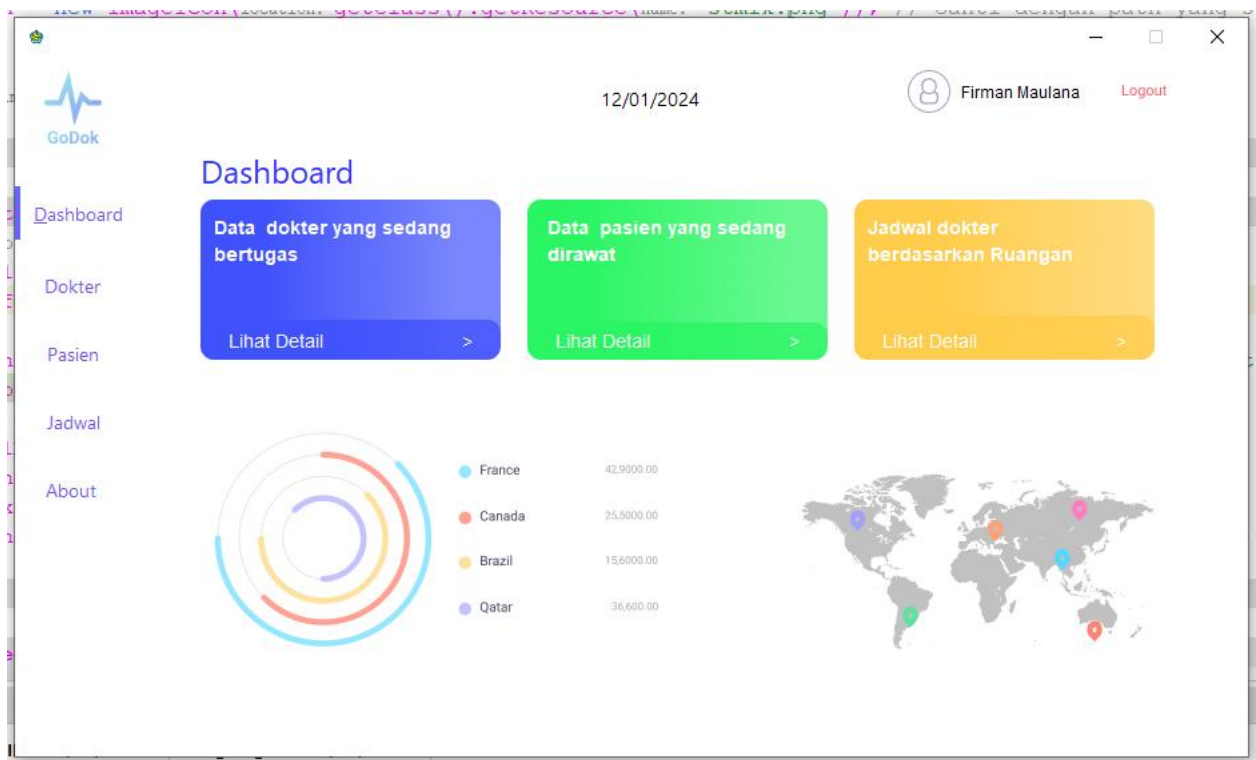 12/01/2024
Firman Maulana
Logout
GoDok
Dashboard
Dashboard
Dokter
Pasien
Jadwal
About
Data dokter yang sedang
bertugas
Lihat Detail >
Data pasien yang sedang
dirawat
Lihat Detail >
Jadwal dokter
berdasarkan Ruangan
Lihat Detail >
France 42,9000.00
Canada 25,5000.00
Brazil 15,6000.00
Qatar 36,600.00